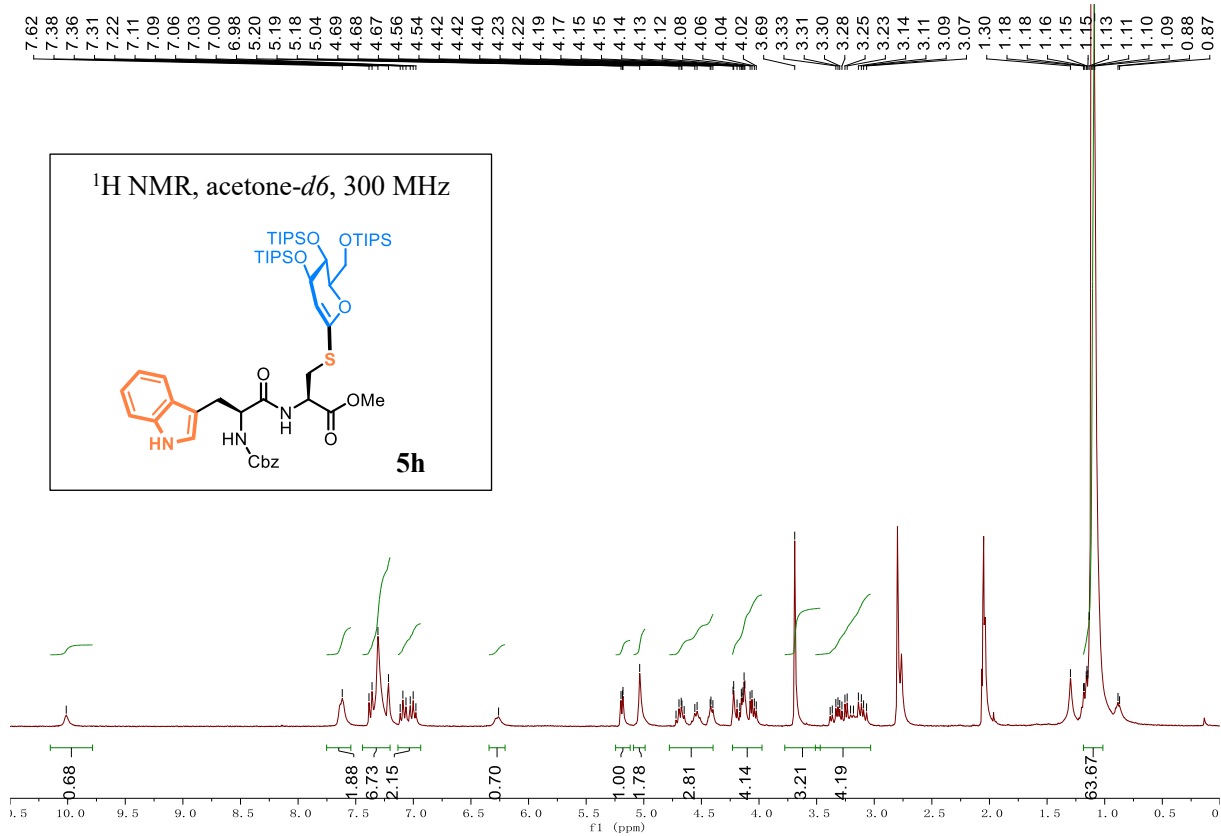 7.62 7.38 7.36 7.31 7.22 7.11 7.09 7.06 7.03 7.00 6.98 5.20 5.19 5.18 5.04 4.69 4.68 4.67 4.56 4.54 4.42 4.42 4.40 4.23 4.22 4.19 4.17 4.15 4.15 4.14 4.13 4.12 4.08 4.06 4.04 4.02 3.69 3.33 3.31 3.30 3.28 3.25 3.23 3.14 3.11 3.09 3.07 1.30 1.18 1.18 1.16 1.15 1.15 1.13 1.11 1.10 1.09 0.88 0.87
¹H NMR, acetone-d6, 300 MHz
TIPSO OTIPS
TIPSO
O
S
O
OMe
N
H
O
HN
HN
Cbz
5h
0.68 1.88 6.73 2.15 0.70 1.00 1.78 2.81 4.14 3.21 4.19 63.67
0.5 10.0 9.5 9.0 8.5 8.0 7.5 7.0 6.5 6.0 5.5 5.0 4.5 4.0 3.5 3.0 2.5 2.0 1.5 1.0 0.5 0
f1 (ppm)